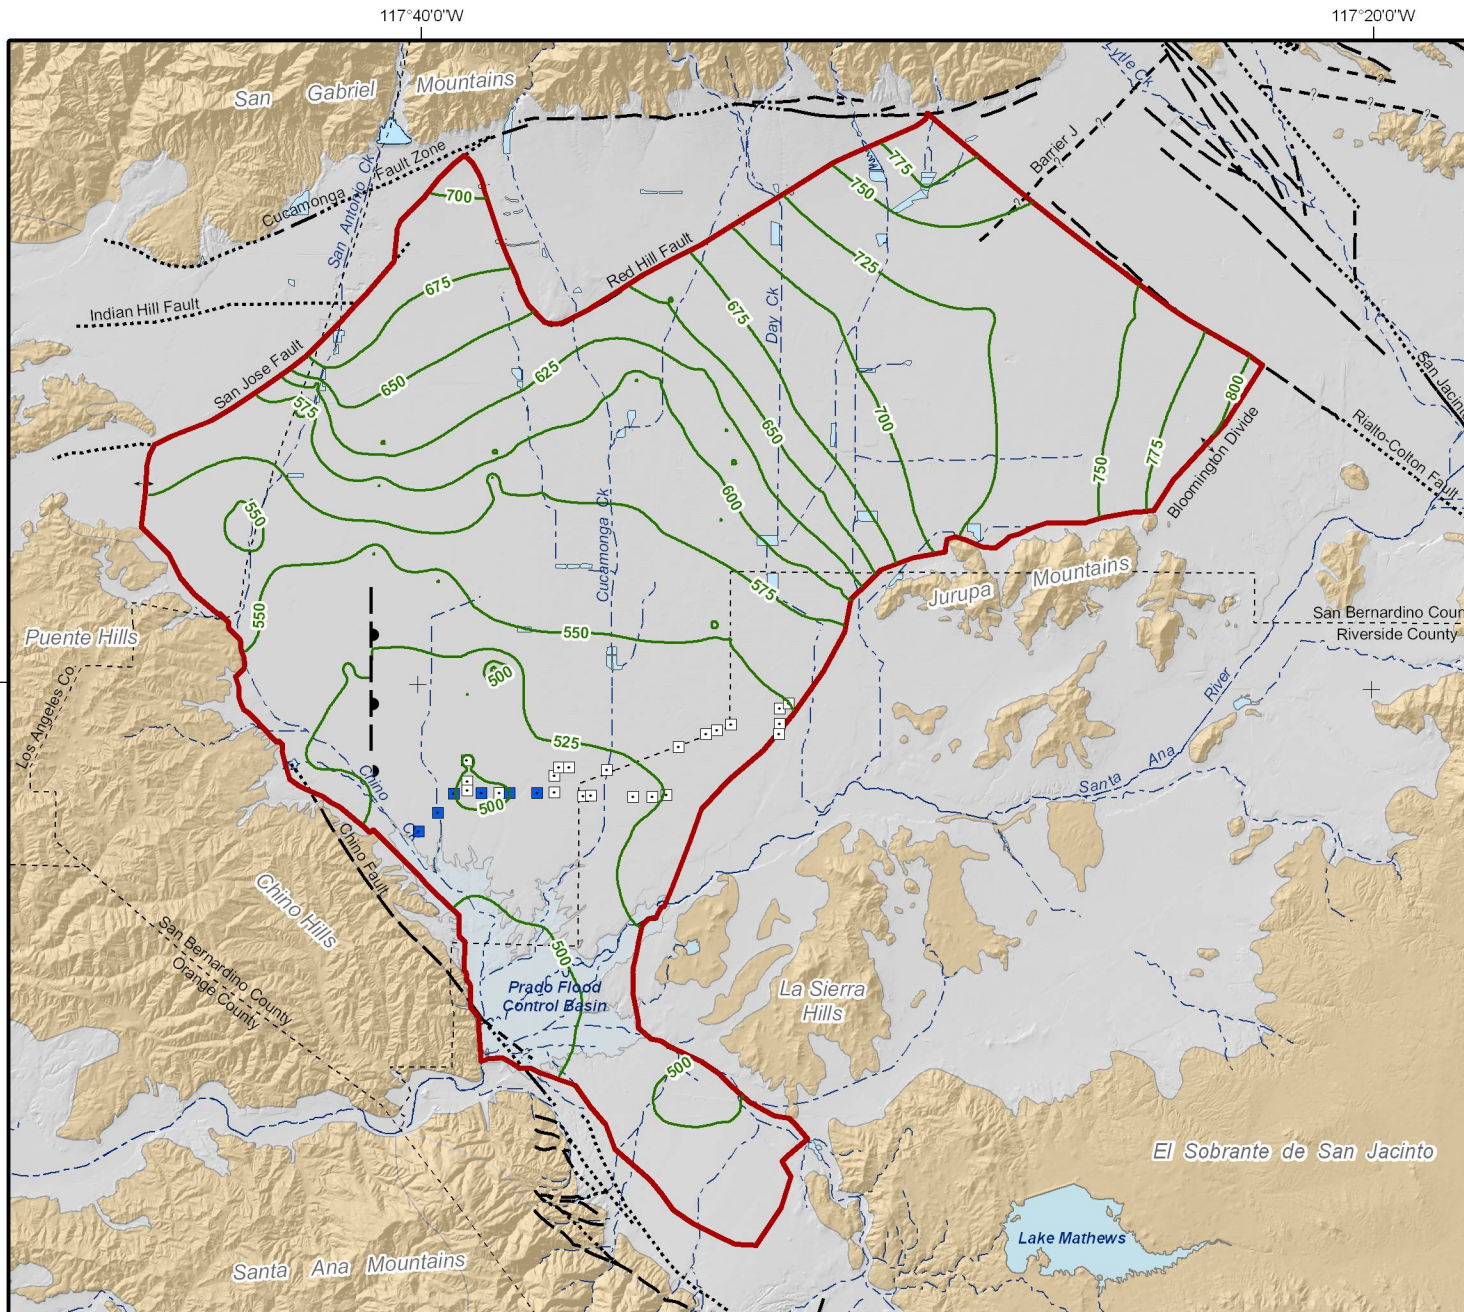 117°40'0"W
117°20'0"W
San Gabriel Mountains
Lytle Ck
Barrier J
?
?
?
?
?
?
Cucamonga Fault Zone
San Antonio Ck
775
750
700
Red Hill Fault
725
675
675
Indian Hill Fault
Day Ck
San Jose Fault
650
625
575
800
San Jacinto
700
650
750
775
Bloomington Divide
Rialto-Colton Fault
600
550
Cucamonga Ck
575
Jurupa Mountains
550
550
Puente Hills
San Bernardino Coun
Riverside County
500
River
Los Angeles Co
525
Santa Ana
Chino
C
500
Chino Fault
Chino Hills
San Bernardino County
Orange County
500
Prado Flood
Control Basin
La Sierra
Hills
500
El Sobrante de San Jacinto
Lake Mathews
Santa Ana Mountains